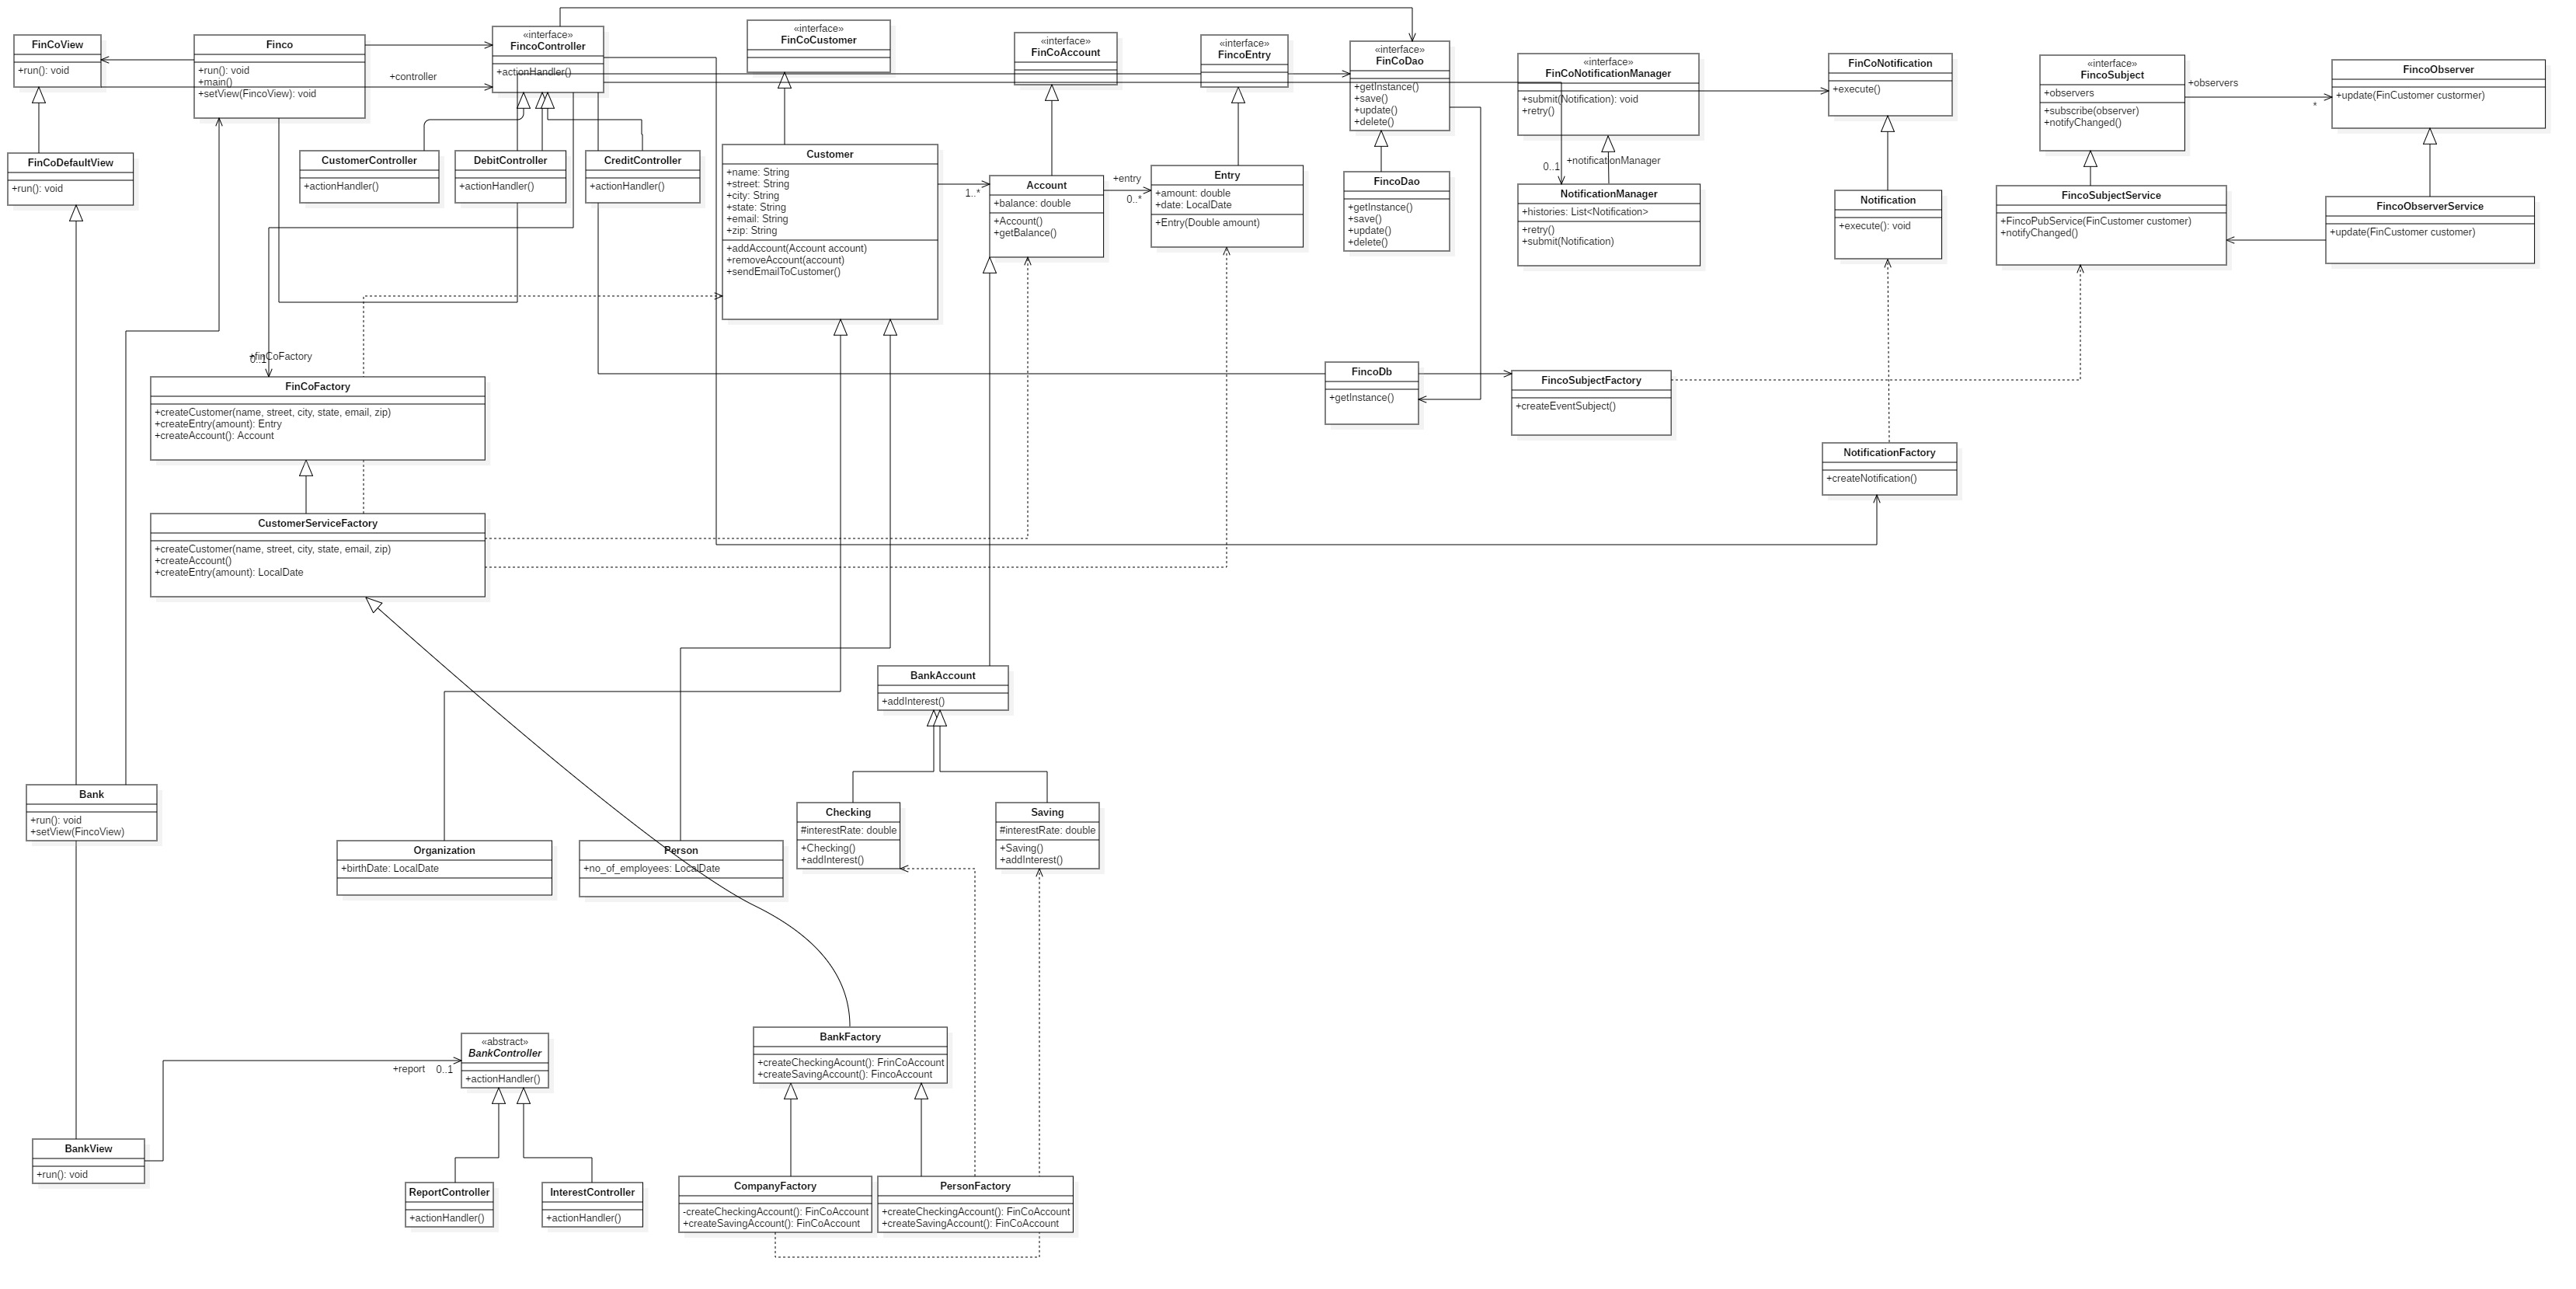 FinCoView
+run(): void
Finco
+run(): void
+main()
+setView(FincoView): void
+controller
«interface»
FincoController
+actionHandler()
«interface»
FinCoCustomer
«interface»
FinCoAccount
«interface»
FincoEntry
«interface»
FinCoDao
+getInstance()
+save()
+update()
+delete()
«interface»
FinCoNotificationManager
+submit(Notification): void
+retry()
FinCoNotification
+execute()
«interface»
FincoSubject
+observers
+subscribe(observer)
+notifyChanged()
+observers
*
FincoObserver
+update(FinCustomer custormer)
FinCoDefaultView
+run(): void
CustomerController
+actionHandler()
DebitController
+actionHandler()
CreditController
+actionHandler()
Customer
+name: String
+street: String
+city: String
+state: String
+email: String
+zip: String
+addAccount(Account account)
+removeAccount(account)
+sendEmailToCustomer()
1..*
Account
+balance: double
+Account()
+getBalance()
+entry
0..*
Entry
+amount: double
+date: LocalDate
+Entry(Double amount)
FincoDao
+getInstance()
+save()
+update()
+delete()
0..1
+notificationManager
NotificationManager
+histories: List<Notification>
+retry()
+submit(Notification)
Notification
+execute(): void
FincoSubjectService
+FincoPubService(FinCustomer customer)
+notifyChanged()
FincoObserverService
+update(FinCustomer customer)
+finCoFactory
0..1
FinCoFactory
+createCustomer(name, street, city, state, email, zip)
+createEntry(amount): Entry
+createAccount(): Account
FincoDb
+getInstance()
FincoSubjectFactory
+createEventSubject()
NotificationFactory
+createNotification()
CustomerServiceFactory
+createCustomer(name, street, city, state, email, zip)
+createAccount()
+createEntry(amount): LocalDate
BankAccount
+addInterest()
Bank
+run(): void
+setView(FincoView)
Checking
#interestRate: double
+Checking()
+addInterest()
Saving
#interestRate: double
+Saving()
+addInterest()
Organization
+birthDate: LocalDate
Person
+no_of_employees: LocalDate
BankFactory
+createCheckingAcount(): FrinCoAccount
+createSavingAccount(): FincoAccount
«abstract»
BankController
+actionHandler()
+report
0..1
BankView
+run(): void
ReportController
+actionHandler()
InterestController
+actionHandler()
CompanyFactory
-createCheckingAccount(): FinCoAccount
+createSavingAccount(): FinCoAccount
PersonFactory
+createCheckingAccount(): FinCoAccount
+createSavingAccount(): FinCoAccount